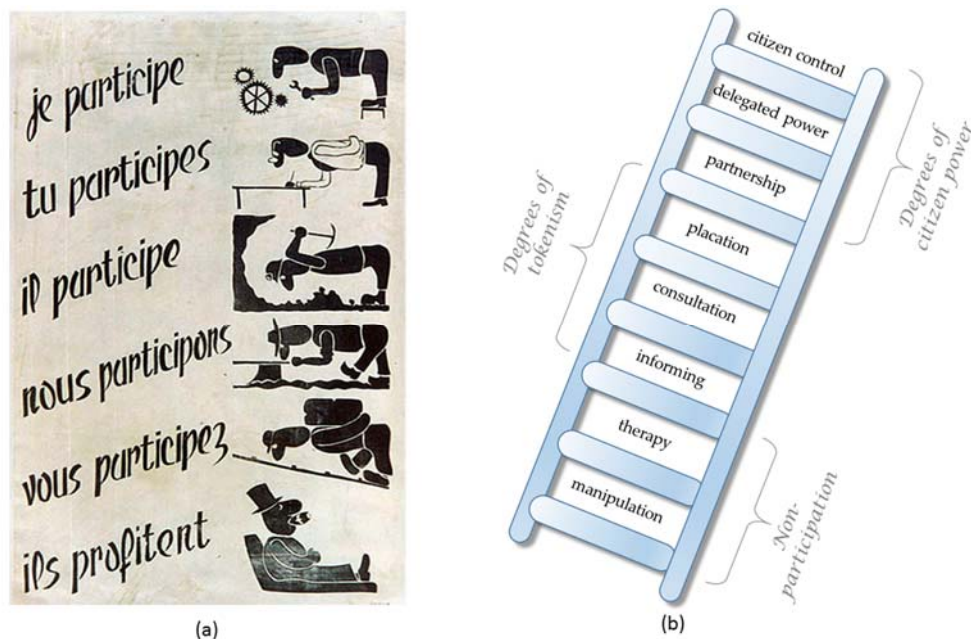 je participe
tu participes
il participe
nous participons
vous participez
ils profitent
(a)
citizen control
delegated power
partnership
placation
consultation
informing
therapy
manipulation
Degrees of
citizen power
Degrees of
tokenism
Non-
participation
(b)